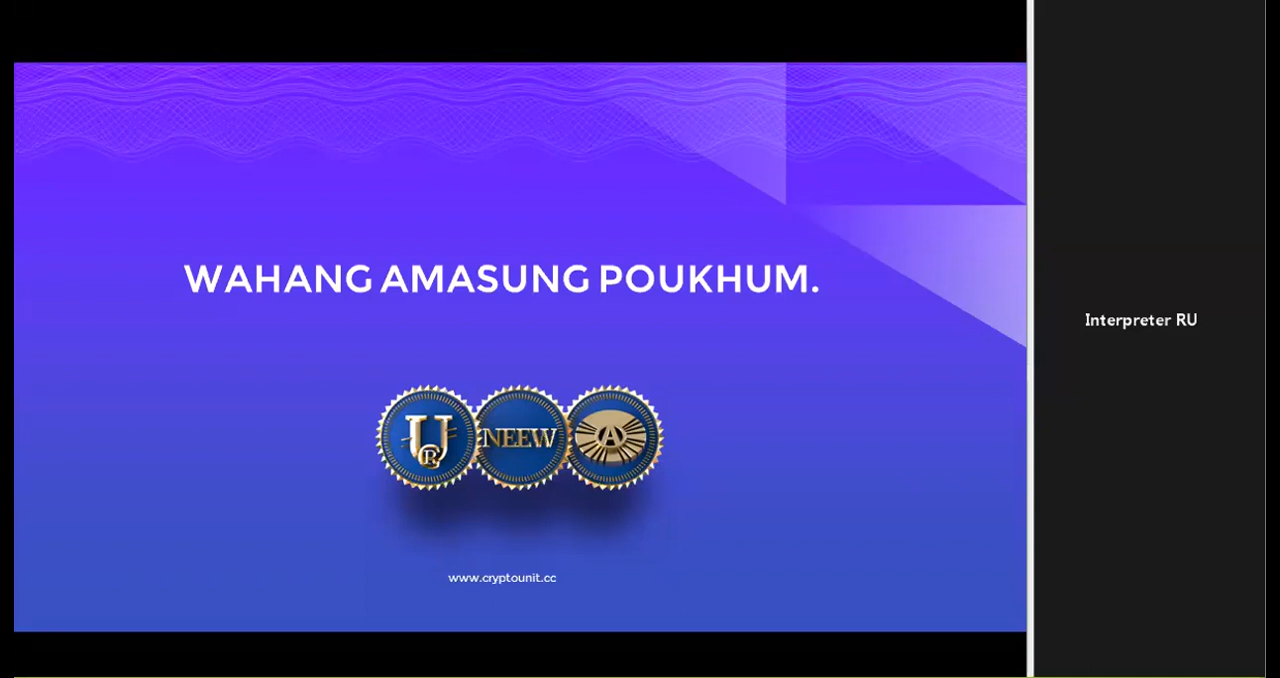 WAHANG AMASUNG POUKHUM.
Interpreter RU
U
R
NEEW
A
www.cryptounit.cc